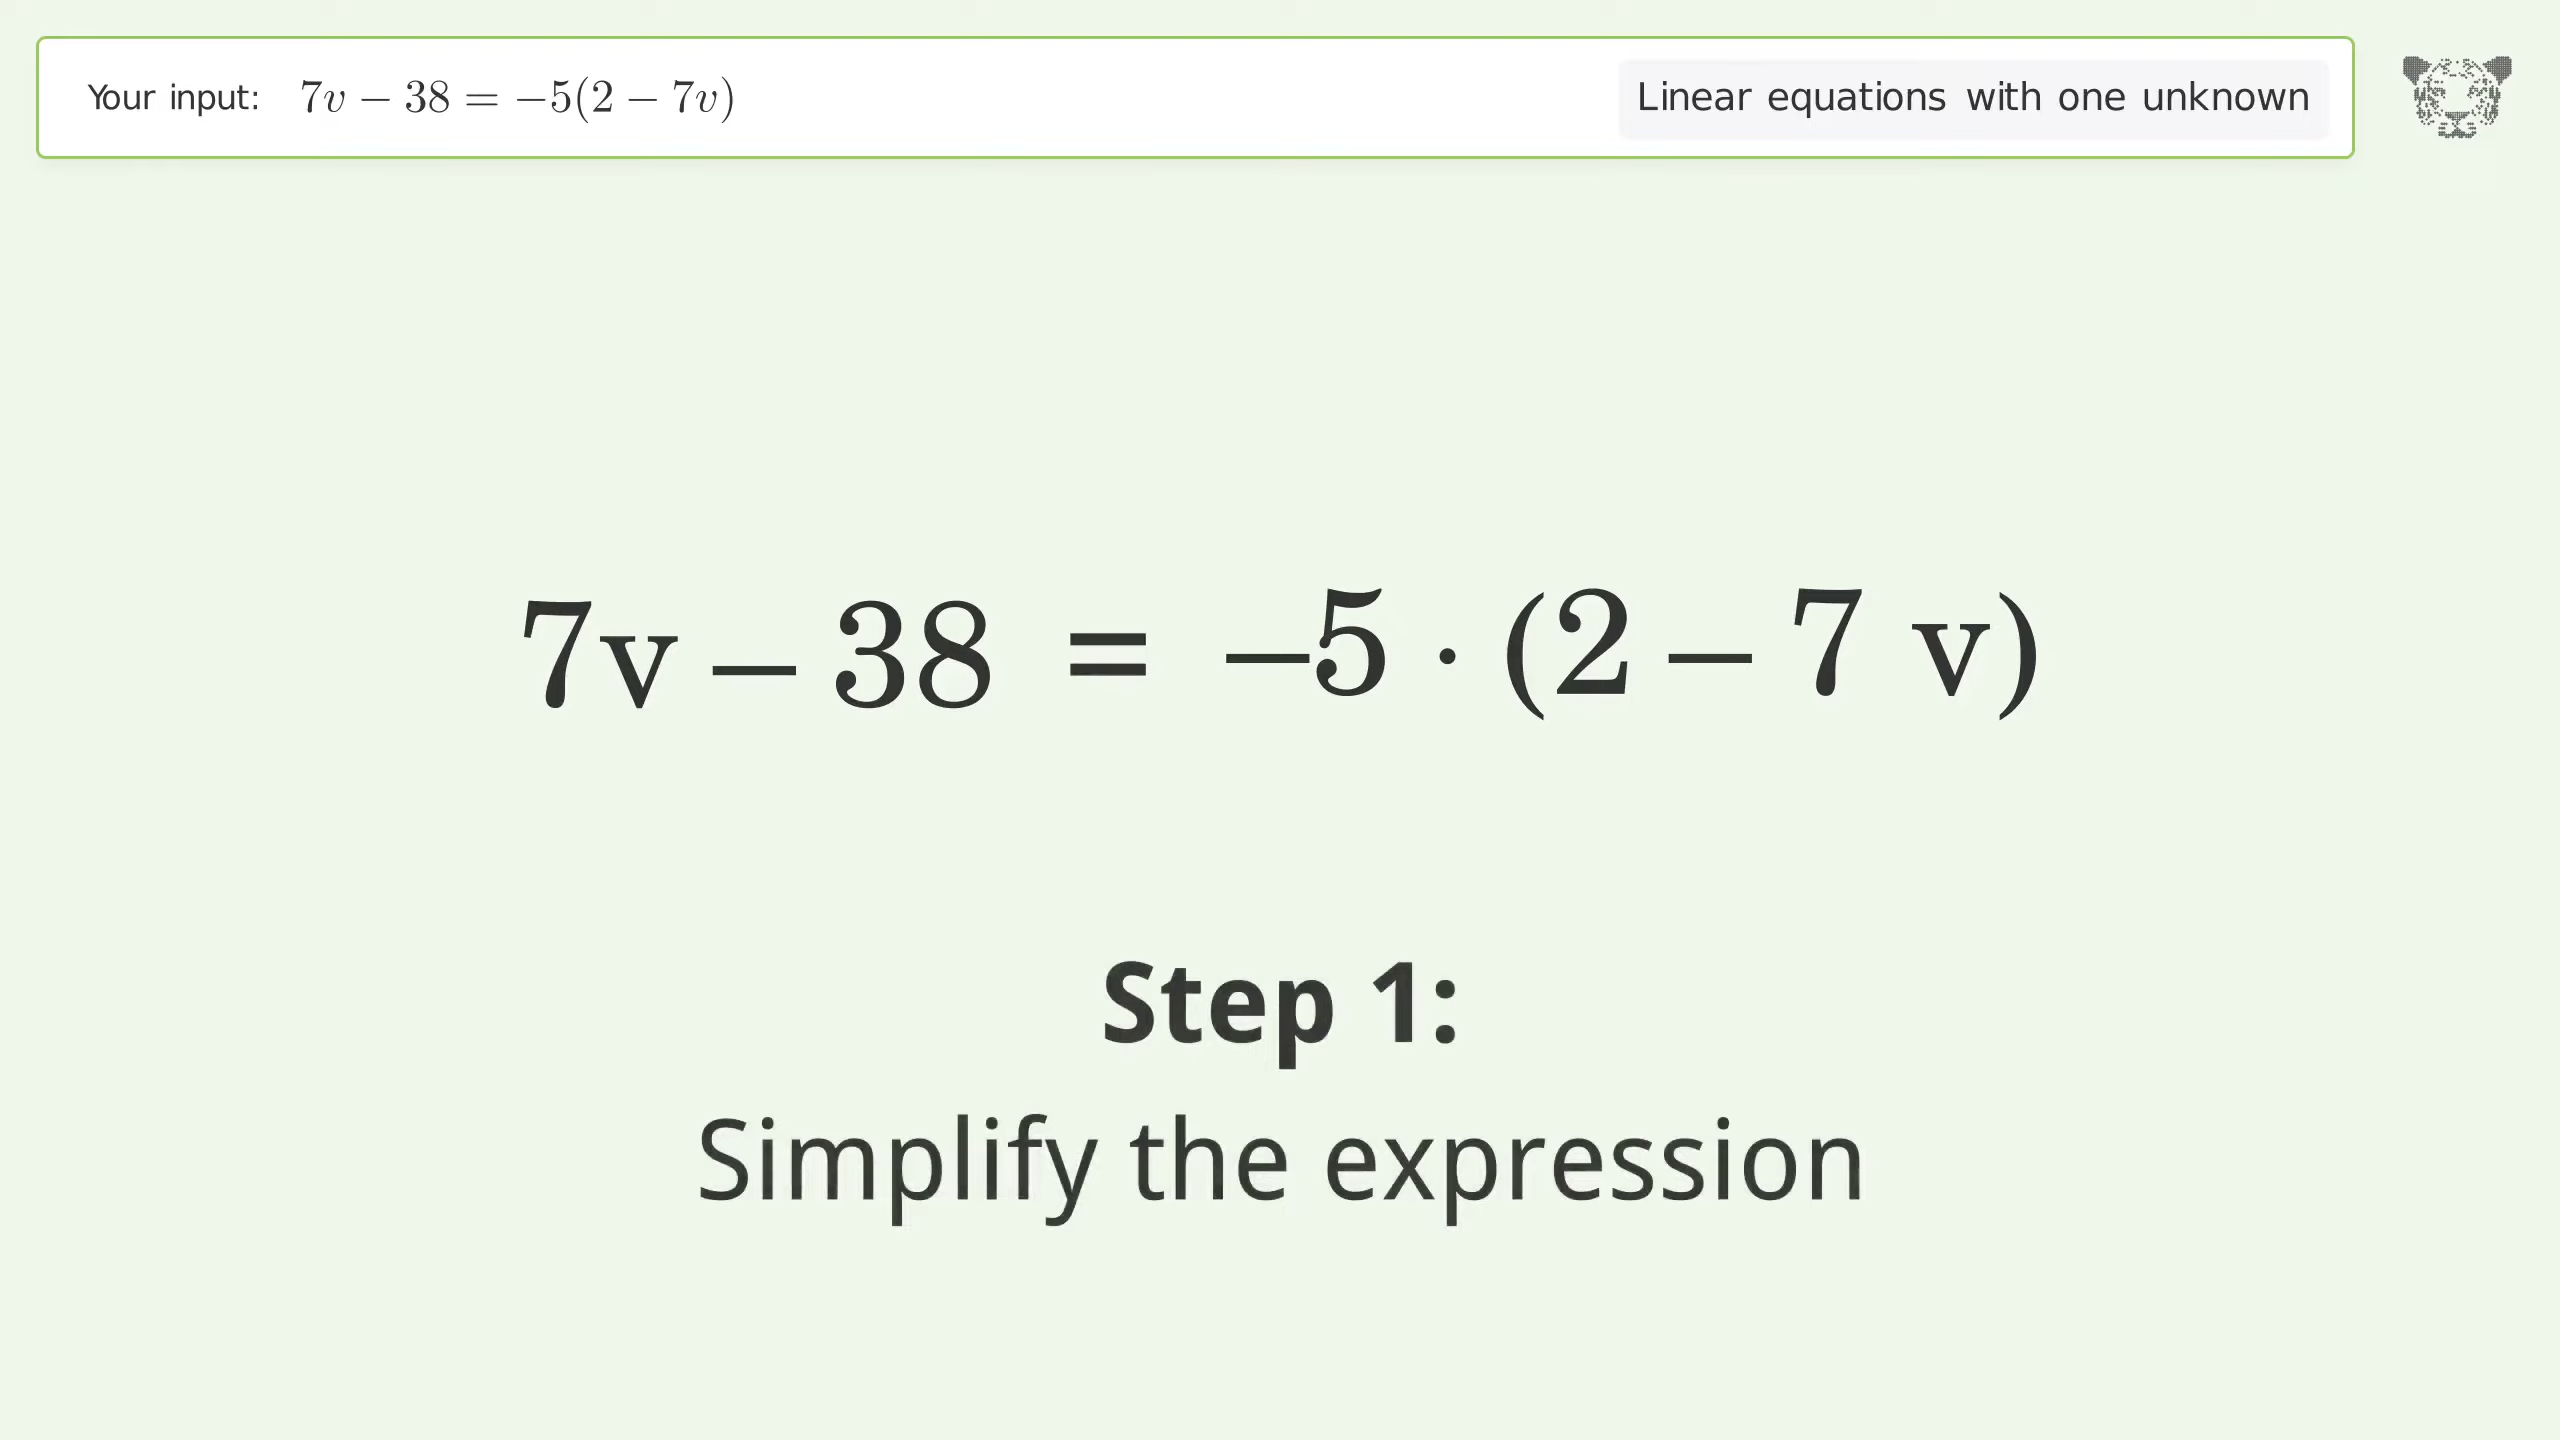 Your input: 7v − 38 = −5(2 − 7v)
Linear equations with one unknown
7v − 38 = −5 · (2 − 7 v)
Step 1:
Simplify the expression